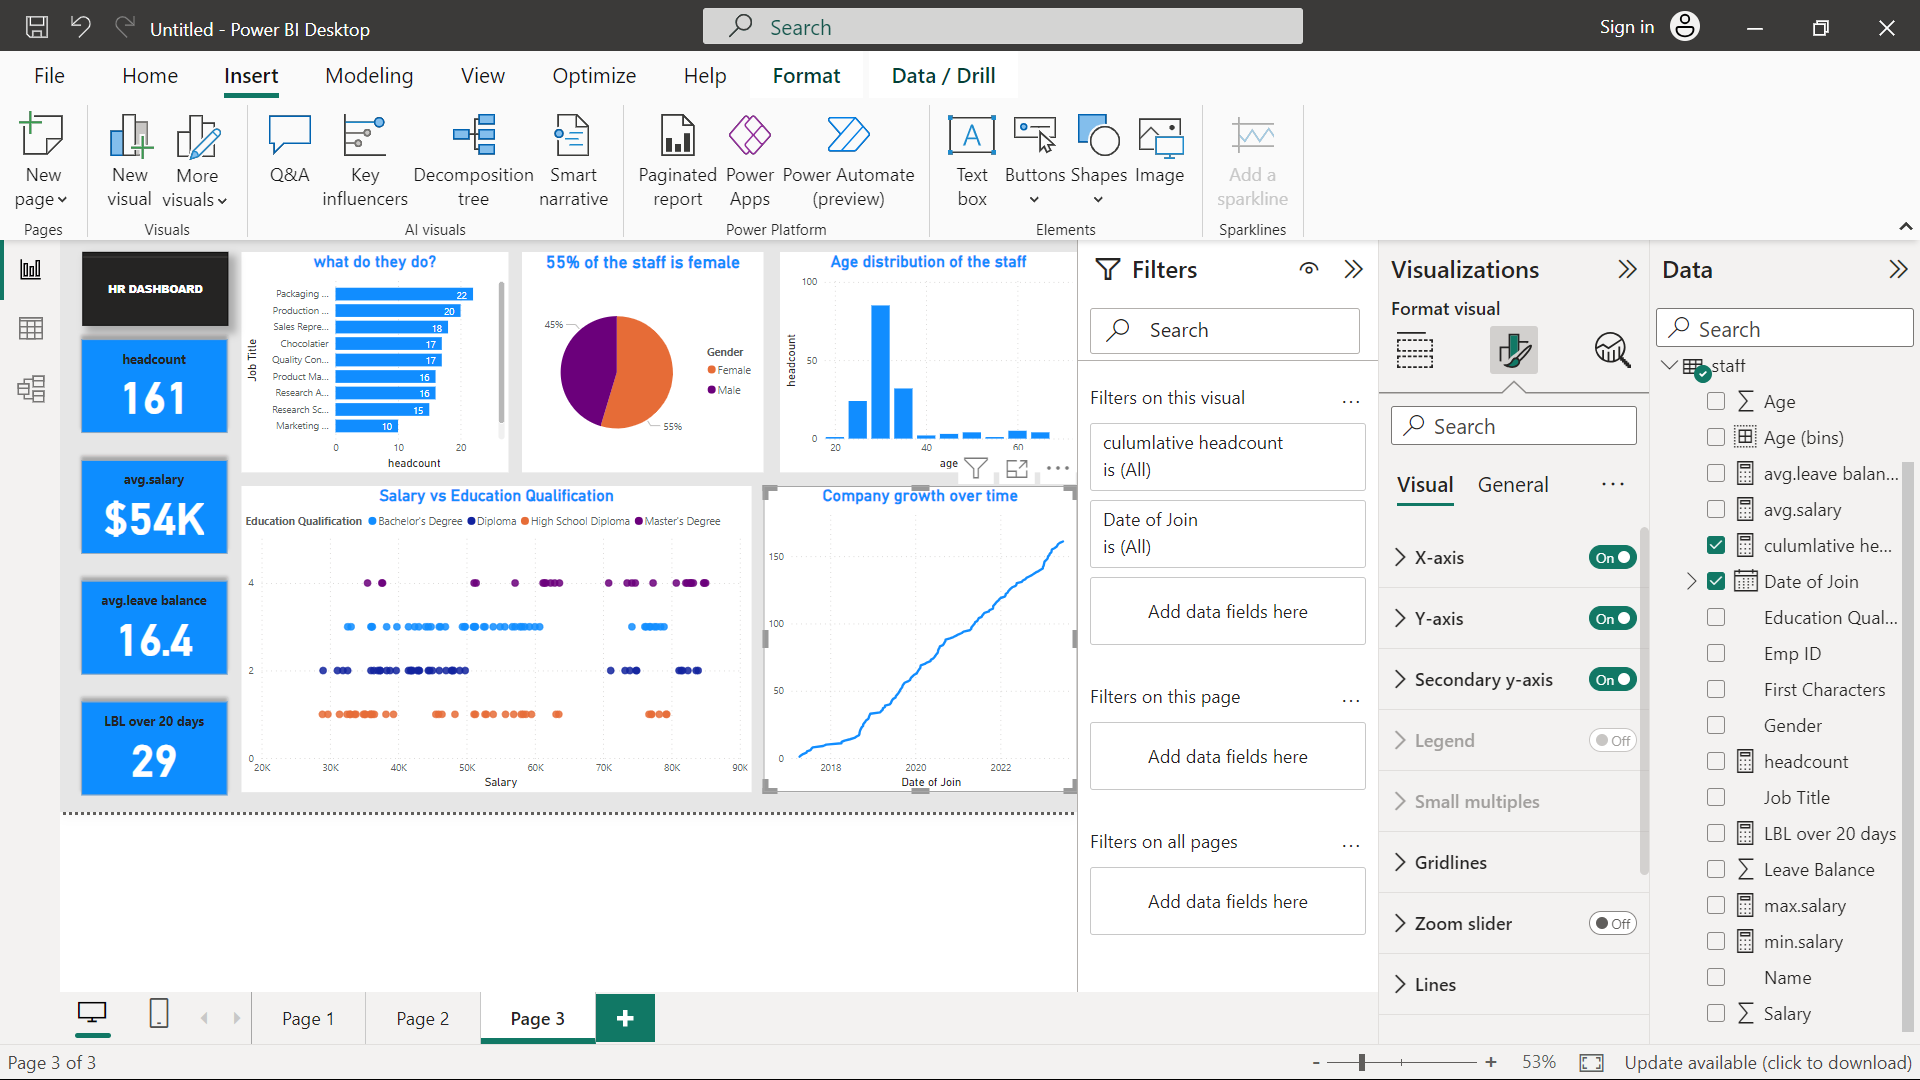 Untitled - Power BI Desktop
Search
Sign in
File
Home
Insert
Modeling
View
Optimize
Help
Format
Data / Drill
New page
New visual
More visuals
Q&A
Key influencers
Decomposition tree
Smart narrative
Paginated report
Power Apps
Power Automate (preview)
Text box
Buttons
Shapes
Image
Add a sparkline
Pages
Visuals
AI visuals
Power Platform
Elements
Sparklines
HR DASHBOARD
headcount
161
avg.salary
$54K
avg.leave balance
16.4
LBL over 20 days
29
what do they do?
Job Title
Packaging ...
22
Production ...
20
Sales Repre...
18
Chocolatier
17
Quality Con...
17
Product Ma...
16
Research A...
16
Research Sc...
15
Marketing ...
10
0
10
20
headcount
55% of the staff is female
45%
55%
Gender
Female
Male
Age distribution of the staff
headcount
100
50
0
20
40
60
age
Salary vs Education Qualification
Education Qualification
Bachelor's Degree
Diploma
High School Diploma
Master's Degree
4
2
0
20K
30K
40K
50K
60K
70K
80K
90K
Salary
Company growth over time
150
100
50
0
2018
2020
2022
Date of Join
Filters
Search
Filters on this visual
...
culumlative headcount
is (All)
Date of Join
is (All)
Add data fields here
Filters on this page
...
Add data fields here
Filters on all pages
...
Add data fields here
Visualizations
Format visual
Search
Visual
General
...
X-axis
On
Y-axis
On
Secondary y-axis
On
Legend
Off
Small multiples
Gridlines
Zoom slider
Off
Lines
Data
Search
staff
Age
Age (bins)
avg.leave balan...
avg.salary
culumlative he...
Date of Join
Education Qual...
Emp ID
First Characters
Gender
headcount
Job Title
LBL over 20 days
Leave Balance
max.salary
min.salary
Name
Salary
Page 1
Page 2
Page 3
+
Page 3 of 3
- + 53%
Update available (click to download)